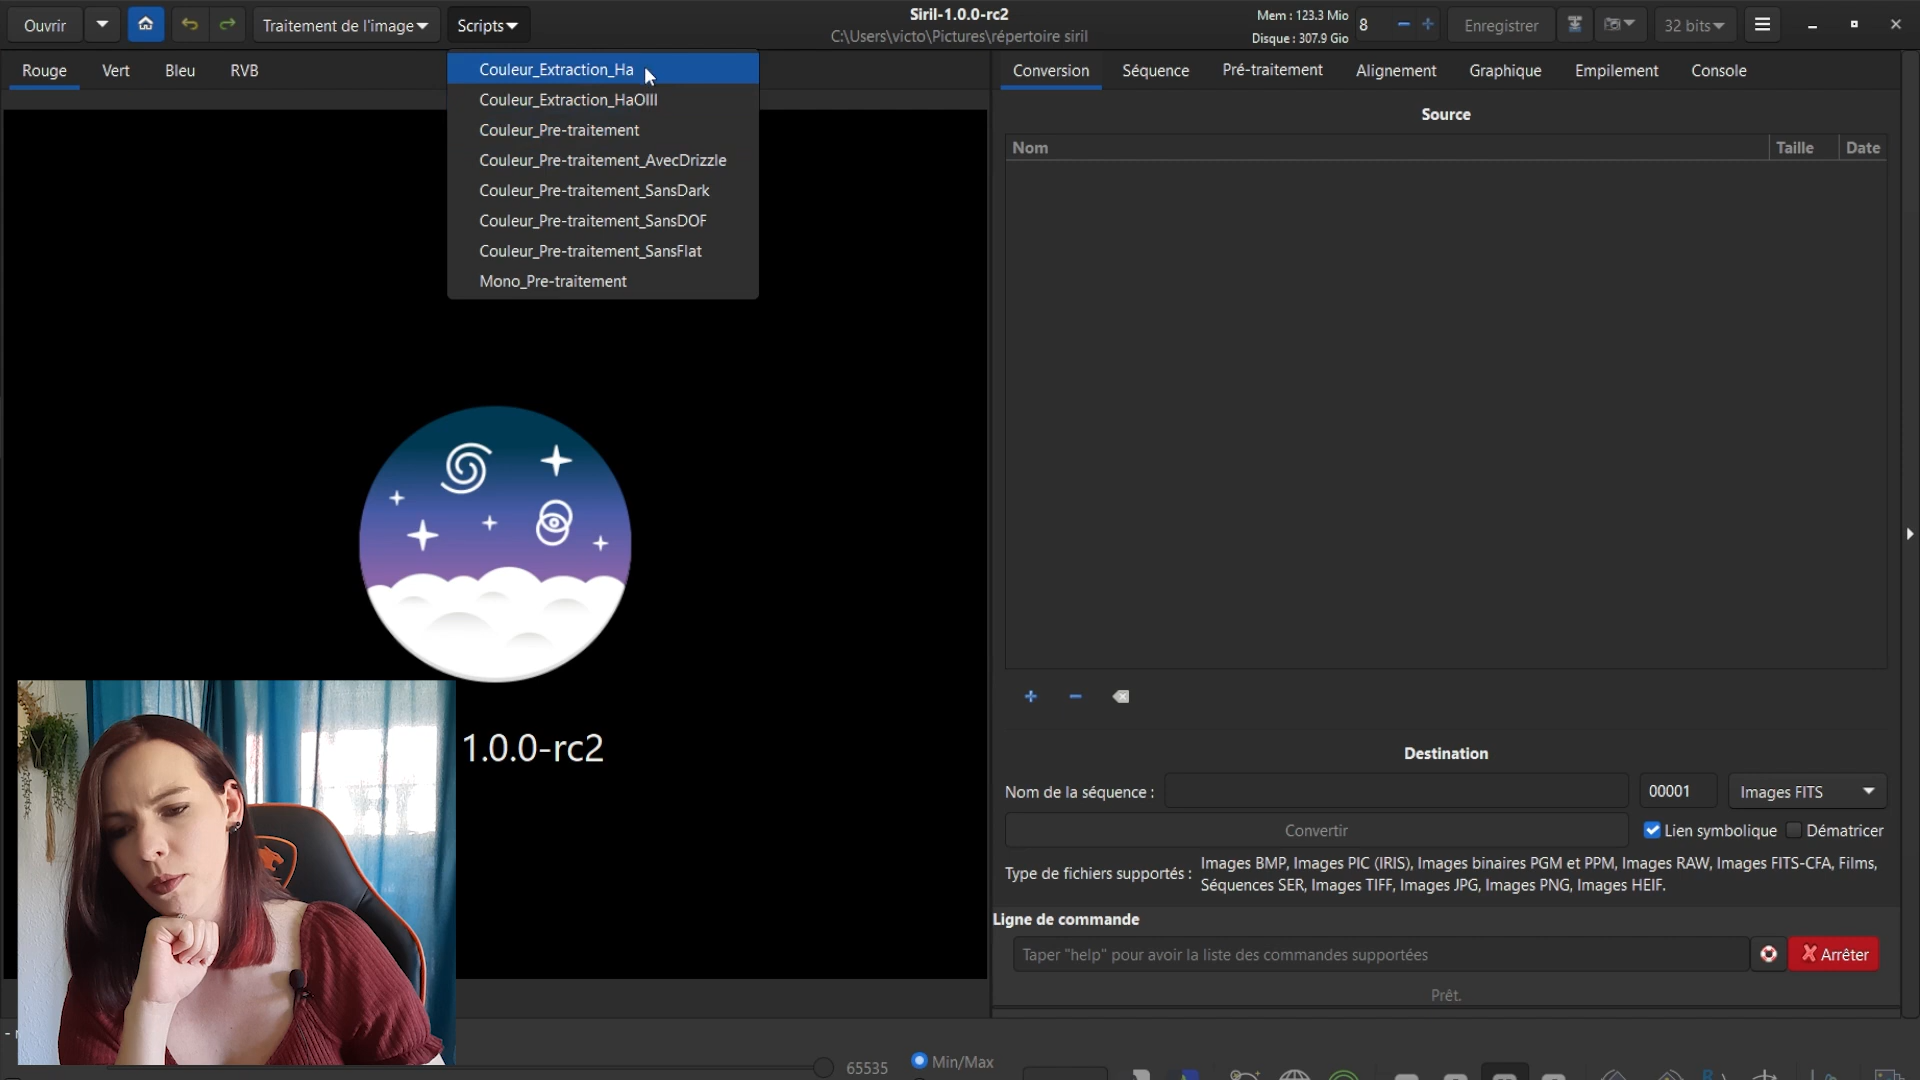 Ouvrir
Traitement de l'image
Scripts
Siril-1.0.0-rc2
C:\Users\victo\Pictures\répertoire siril
Mem : 123.3 Mio
Disque : 307.9 Gio
8
Enregistrer
32 bits
Rouge
Vert
Bleu
RVB
Couleur_Extraction_Ha
Couleur_Extraction_HaOIII
Couleur_Pre-traitement
Couleur_Pre-traitement_AvecDrizzle
Couleur_Pre-traitement_SansDark
Couleur_Pre-traitement_SansDOF
Couleur_Pre-traitement_SansFlat
Mono_Pre-traitement
1.0.0-rc2
Conversion
Séquence
Pré-traitement
Alignement
Graphique
Empilement
Console
Source
Nom
Taille
Date
Destination
Nom de la séquence :
00001
Images FITS
Convertir
Lien symbolique
Dématricer
Type de fichiers supportés :
Images BMP, Images PIC (IRIS), Images binaires PGM et PPM, Images RAW, Images FITS-CFA, Films,
Séquences SER, Images TIFF, Images JPG, Images PNG, Images HEIF.
Ligne de commande
Taper "help" pour avoir la liste des commandes supportées
Arrêter
Prêt.
65535
Min/Max